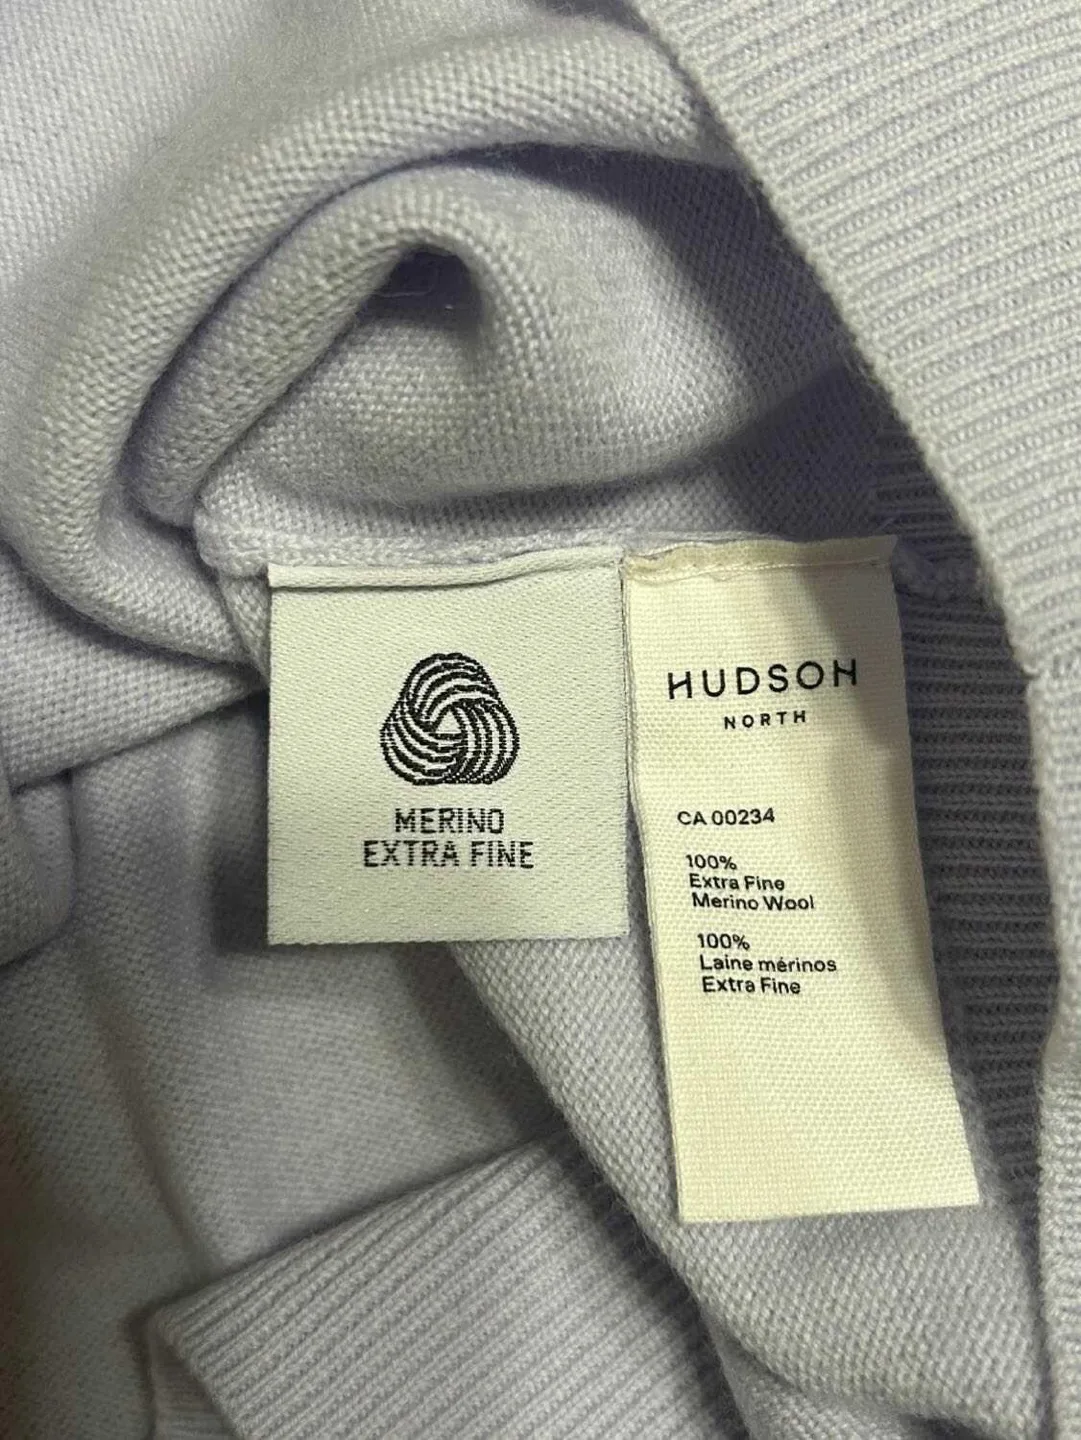 MERINO
EXTRA FINE
HUDSON
NORTH
CA 00234
100%
Extra Fine
Merino Wool
100%
Laine mérinos
Extra Fine